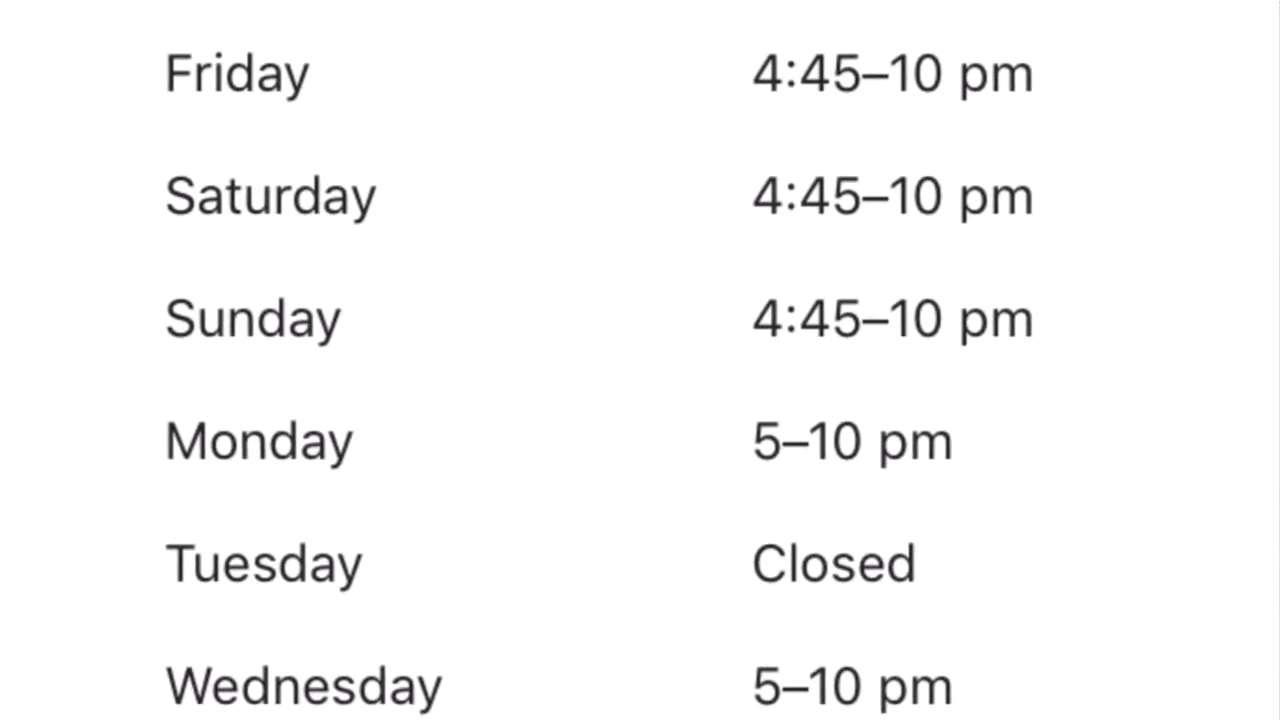 Friday 4:45–10 pm
Saturday 4:45–10 pm
Sunday 4:45–10 pm
Monday 5–10 pm
Tuesday Closed
Wednesday 5–10 pm